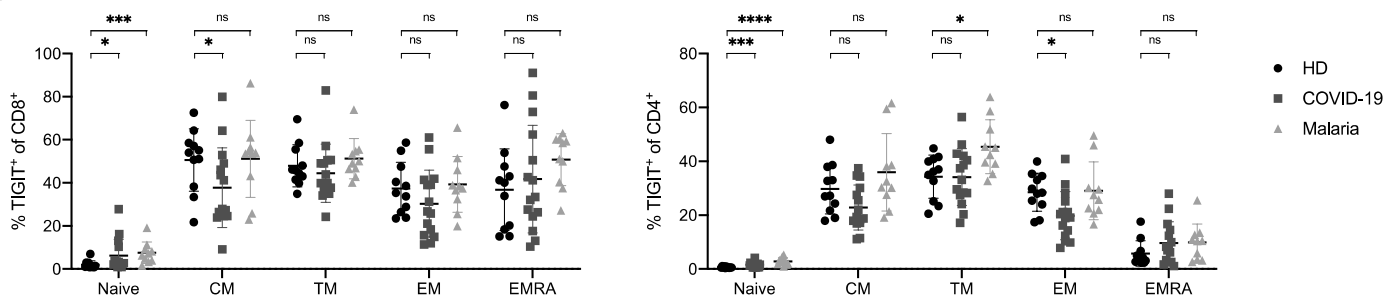 *** ns ns ns ns
* * ns ns ns
100
80
60
40
20
0
% TIGIT⁺ of CD8⁺
Naive CM TM EM EMRA
**** ns * ns ns
*** ns ns * ns
80
60
40
20
0
% TIGIT⁺ of CD4⁺
Naive CM TM EM EMRA
HD
COVID-19
Malaria